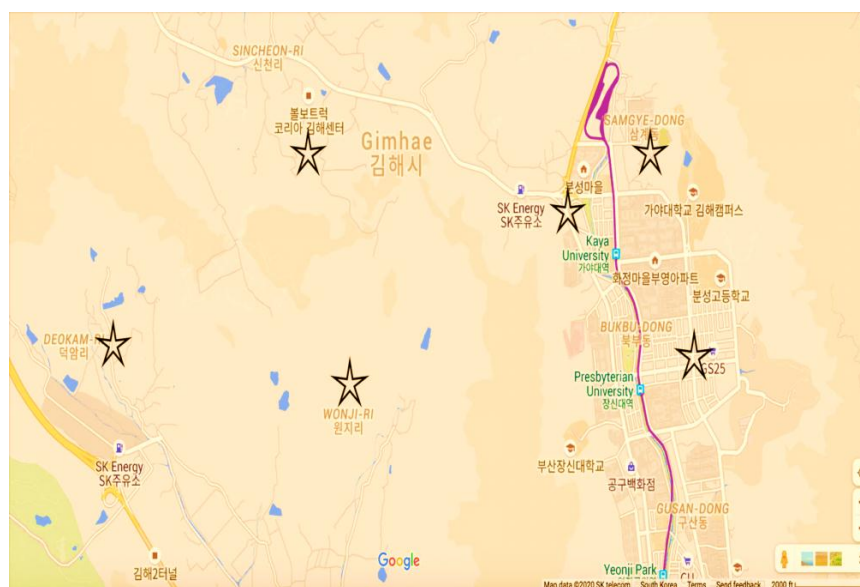 SINCHEON-RI
신천리
볼보트럭
코리아 김해센터
Gimhae
김해시
SAMGYE-DONG
삼계동
분성마을
SK Energy
SK주유소
가야대학교 김해캠퍼스
Kaya
University
가야대역
화정마을부영아파트
분성고등학교
BUKBU-DONG
북부동
DEOKAM-RI
덕암리
GS25
Presbyterian
University
장신대역
WONJI-RI
원지리
SK Energy
SK주유소
부산장신대학교
공구백화점
GUSAN-DONG
구산동
김해2터널
Google
Yeonji Park
CU
Map data ©2020 SK telecom
South Korea
Terms
Send feedback
2000 ft